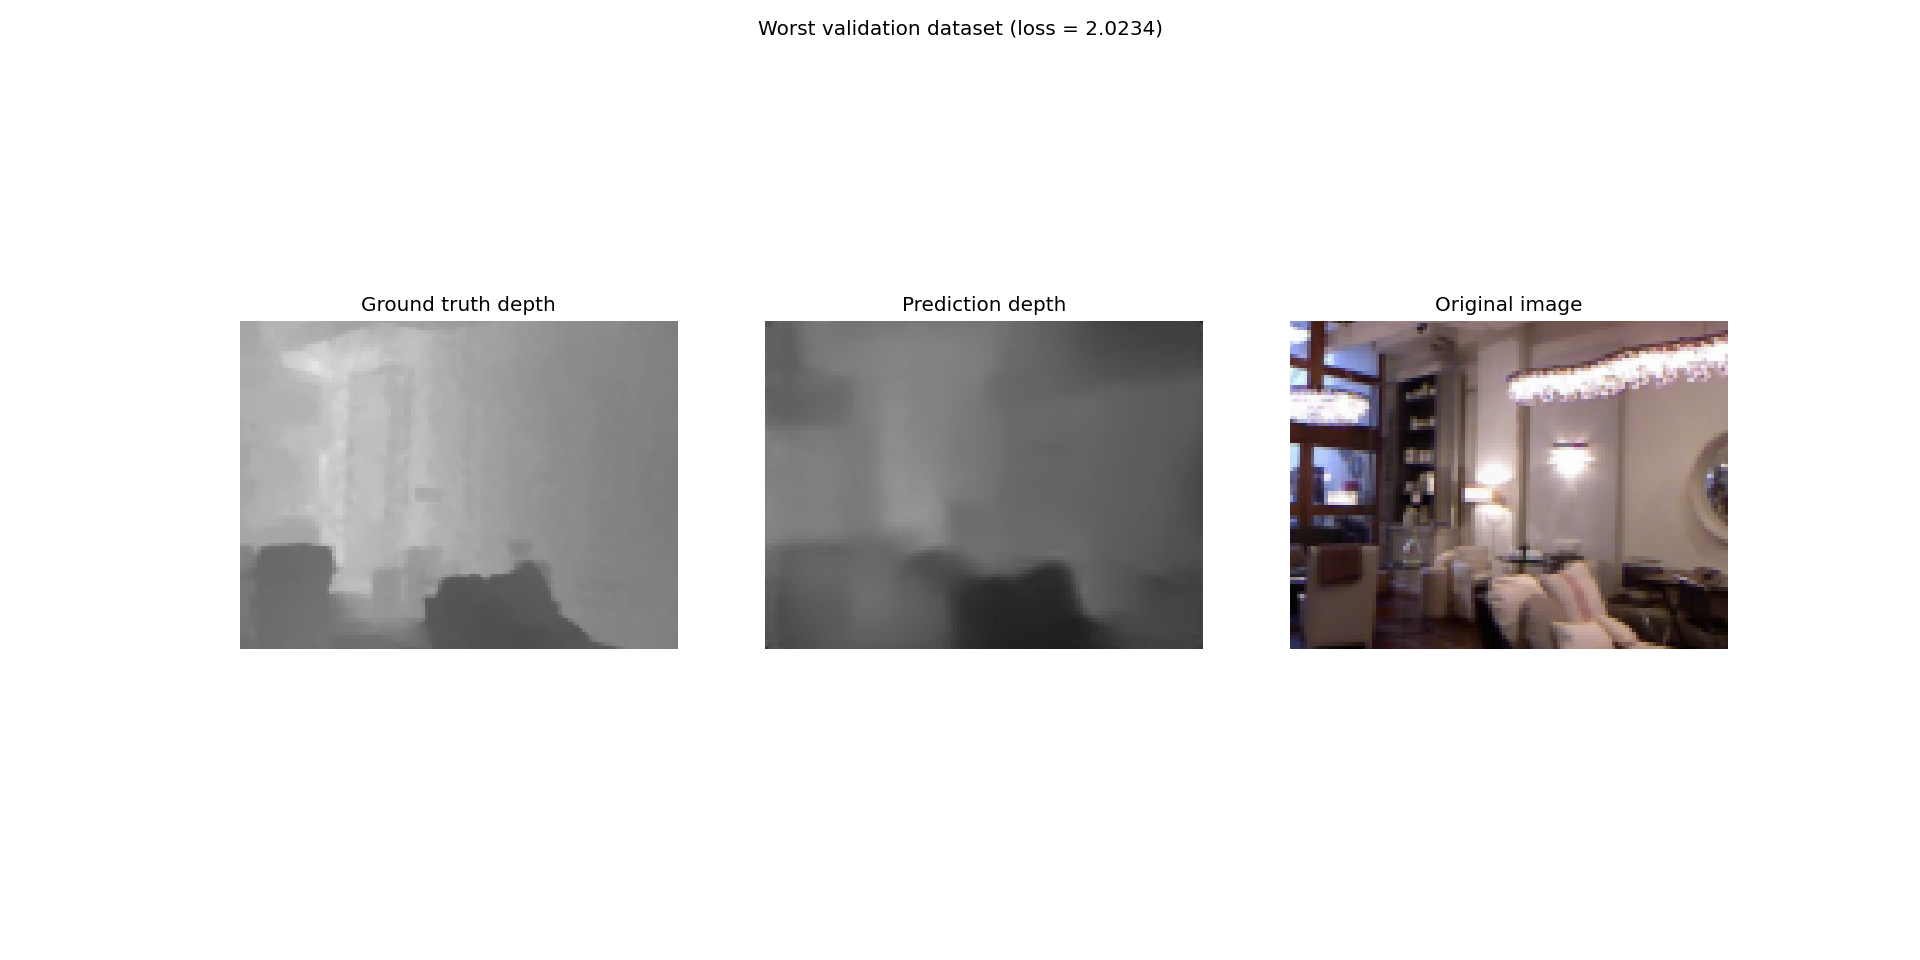 Worst validation dataset (loss = 2.0234)
Ground truth depth
Prediction depth
Original image